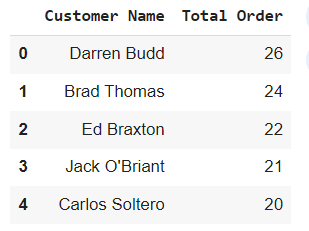 Customer Name Total Order
0 Darren Budd 26
1 Brad Thomas 24
2 Ed Braxton 22
3 Jack O'Briant 21
4 Carlos Soltero 20